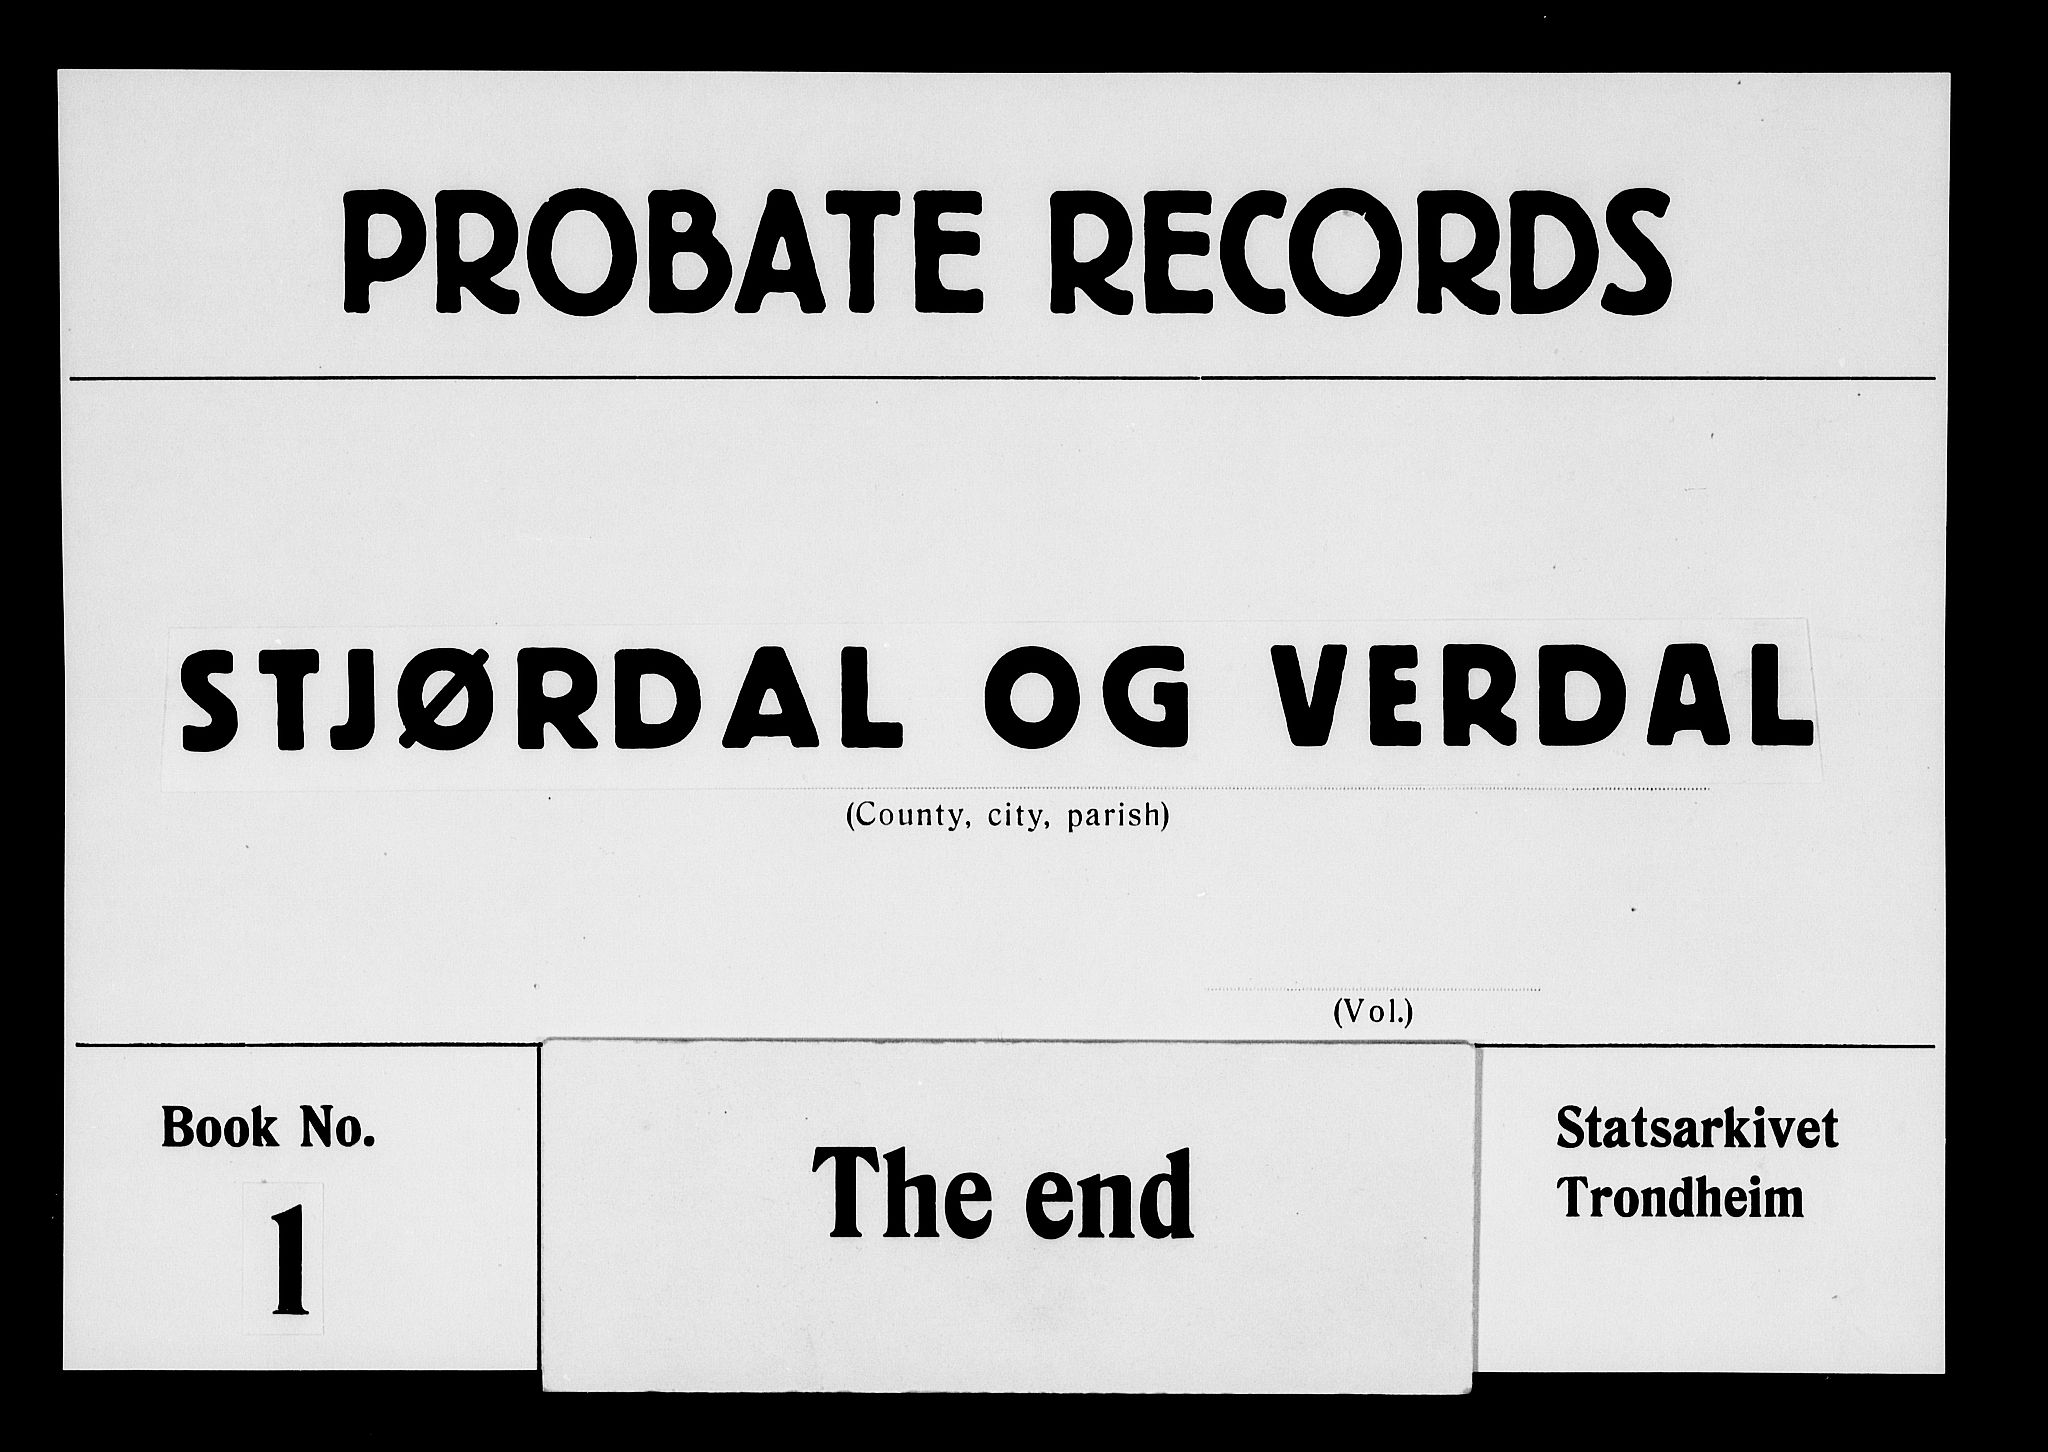 PROBATE RECORDS
STJØRDAL OG VERDAL
(County, city, parish)
(Vol.)
Book No.
1
The end
Statsarkivet
Trondheim